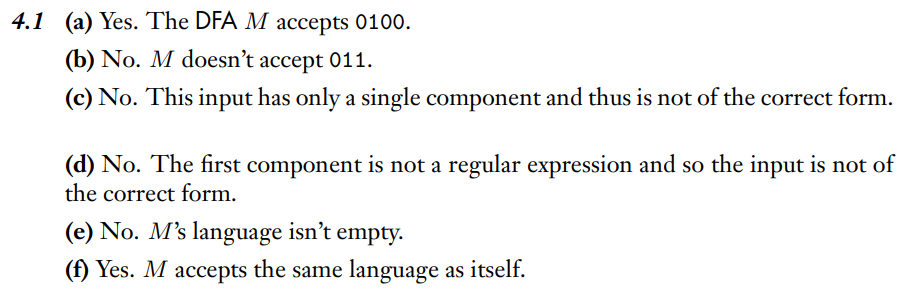 4.1 (a) Yes. The DFA M accepts 0100.
(b) No. M doesn’t accept 011.
(c) No. This input has only a single component and thus is not of the correct form.
(d) No. The first component is not a regular expression and so the input is not of
the correct form.
(e) No. M’s language isn’t empty.
(f) Yes. M accepts the same language as itself.